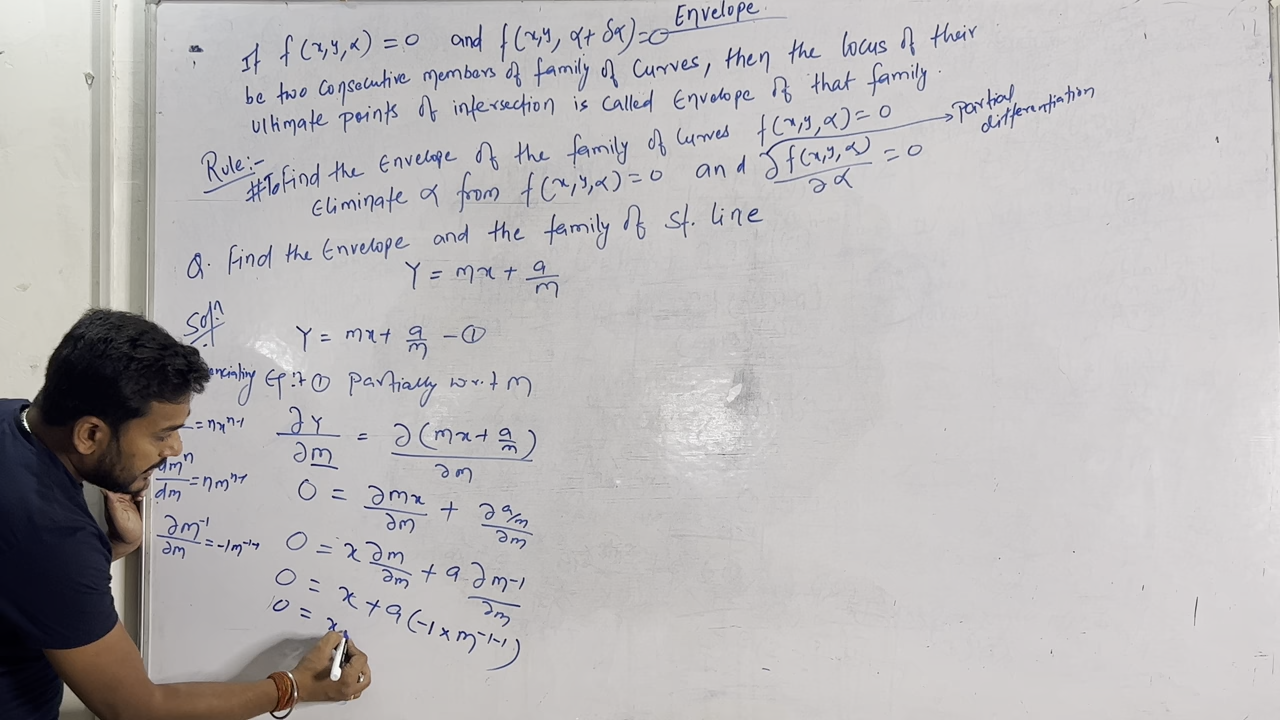 Envelope.
If f(x,y,α)=0 and f(x,y, α+δα)=0
be two consecutive members of family of Curves, then the locus of their
ultimate points of intersection is called Envelope of that family.
Rule:-
#To find the Envelope of the family of Curves f(x,y,α)=0
Eliminate α from f(x,y,α)=0 and ∂f(x,y,α)/∂α = 0
→ Partial
differentiation
Q. Find the Envelope and the family of st. line
Y = mx + a/m
Solⁿ
Y = mx + a/m - ①
Partially w.r.t m
= nxⁿ⁻¹
∂Y/∂m = ∂(mx + a/m)/∂m
dmⁿ/dm = nmⁿ⁻¹
0 = ∂mx/∂m + ∂a/m/∂m
∂m⁻¹/∂m = -1m⁻¹⁻¹
0 = x ∂m/∂m + a ∂m-1/∂m
0 = x + a(-1×m⁻¹⁻¹)
0 = x